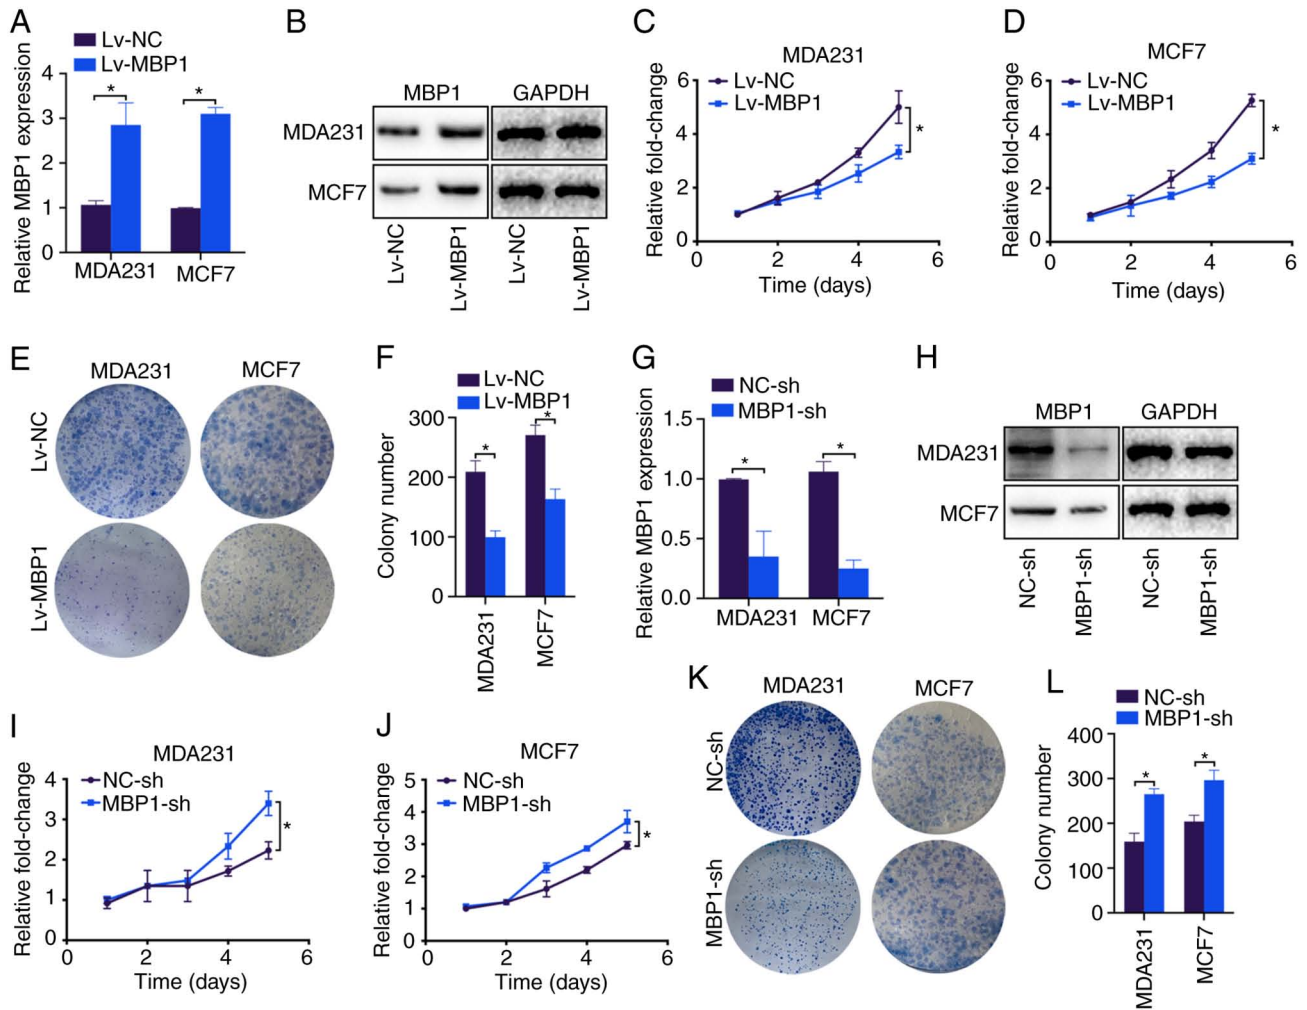 A
Lv-NC
Lv-MBP1
Relative MBP1 expression
4
3
2
1
0
*
*
MDA231
MCF7
B
MBP1
GAPDH
MDA231
MCF7
Lv-NC
Lv-MBP1
Lv-NC
Lv-MBP1
C
MDA231
Lv-NC
Lv-MBP1
Relative fold-change
6
4
2
0
*
0
2
4
6
Time (days)
D
MCF7
Lv-NC
Lv-MBP1
Relative fold-change
6
4
2
0
*
0
2
4
6
Time (days)
E
MDA231
MCF7
Lv-NC
Lv-MBP1
F
Lv-NC
Lv-MBP1
Colony number
300
200
100
0
*
*
MDA231
MCF7
G
NC-sh
MBP1-sh
Relative MBP1 expression
1.5
1.0
0.5
0.0
*
*
MDA231
MCF7
H
MBP1
GAPDH
MDA231
MCF7
NC-sh
MBP1-sh
NC-sh
MBP1-sh
I
MDA231
NC-sh
MBP1-sh
Relative fold-change
4
3
2
1
0
*
0
2
4
6
Time (days)
J
MCF7
NC-sh
MBP1-sh
Relative fold-change
5
4
3
2
1
0
*
0
2
4
6
Time (days)
K
MDA231
MCF7
NC-sh
MBP1-sh
L
NC-sh
MBP1-sh
Colony number
400
300
200
100
0
*
*
MDA231
MCF7